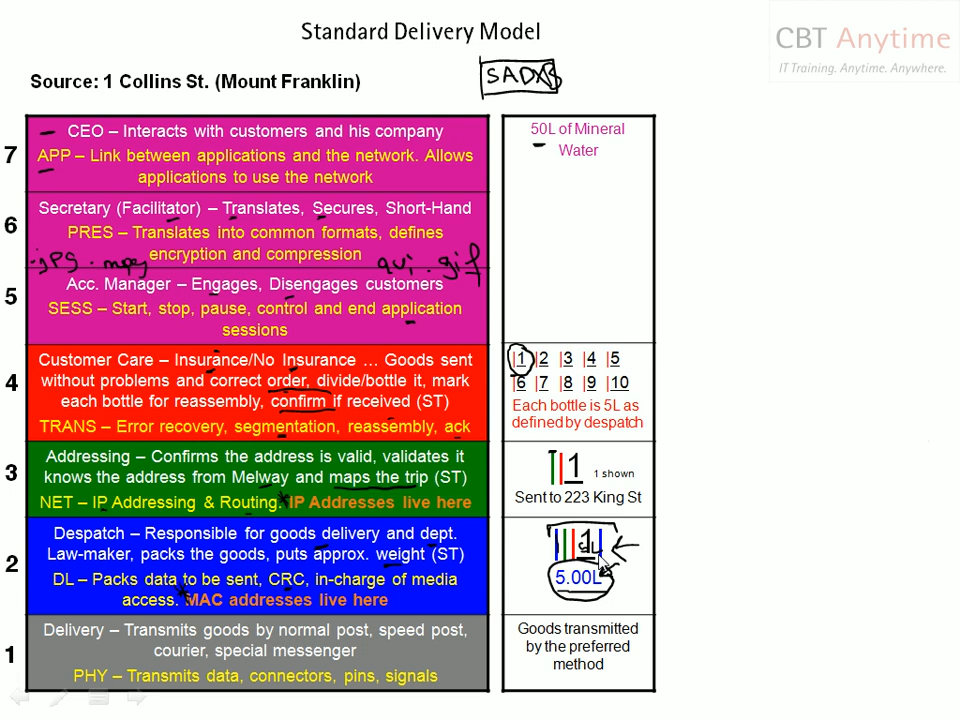 Standard Delivery Model
CBT Anytime
IT Training. Anytime. Anywhere.
Source: 1 Collins St. (Mount Franklin)
7
CEO – Interacts with customers and his company
APP – Link between applications and the network. Allows
applications to use the network
50L of Mineral
Water
6
Secretary (Facilitator) – Translates, Secures, Short-Hand
PRES – Translates into common formats, defines
encryption and compression
5
Acc. Manager – Engages, Disengages customers
SESS – Start, stop, pause, control and end application
sessions
4
Customer Care – Insurance/No Insurance ... Goods sent
without problems and correct order, divide/bottle it, mark
each bottle for reassembly, confirm if received (ST)
TRANS – Error recovery, segmentation, reassembly, ack
|1 |2 |3 |4 |5
|6 |7 |8 |9 |10
Each bottle is 5L as
defined by despatch
3
Addressing – Confirms the address is valid, validates it
knows the address from Melway and maps the trip (ST)
NET – IP Addressing & Routing. IP Addresses live here
||1 1 shown
Sent to 223 King St
2
Despatch – Responsible for goods delivery and dept.
Law-maker, packs the goods, puts approx. weight (ST)
DL – Packs data to be sent, CRC, in-charge of media
access. MAC addresses live here
1
5.00L
1
Delivery – Transmits goods by normal post, speed post,
courier, special messenger
PHY – Transmits data, connectors, pins, signals
Goods transmitted
by the preferred
method